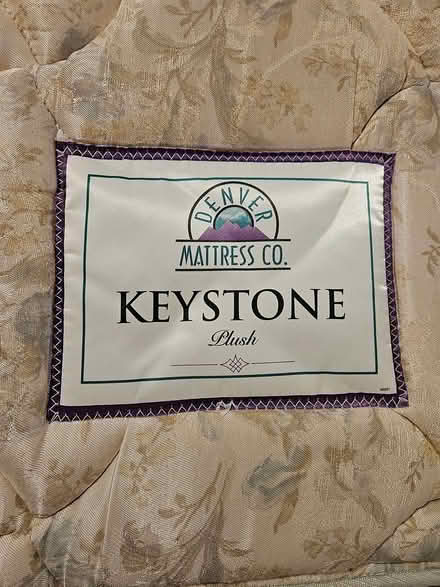 DENVER
MATTRESS CO.
KEYSTONE
Plush